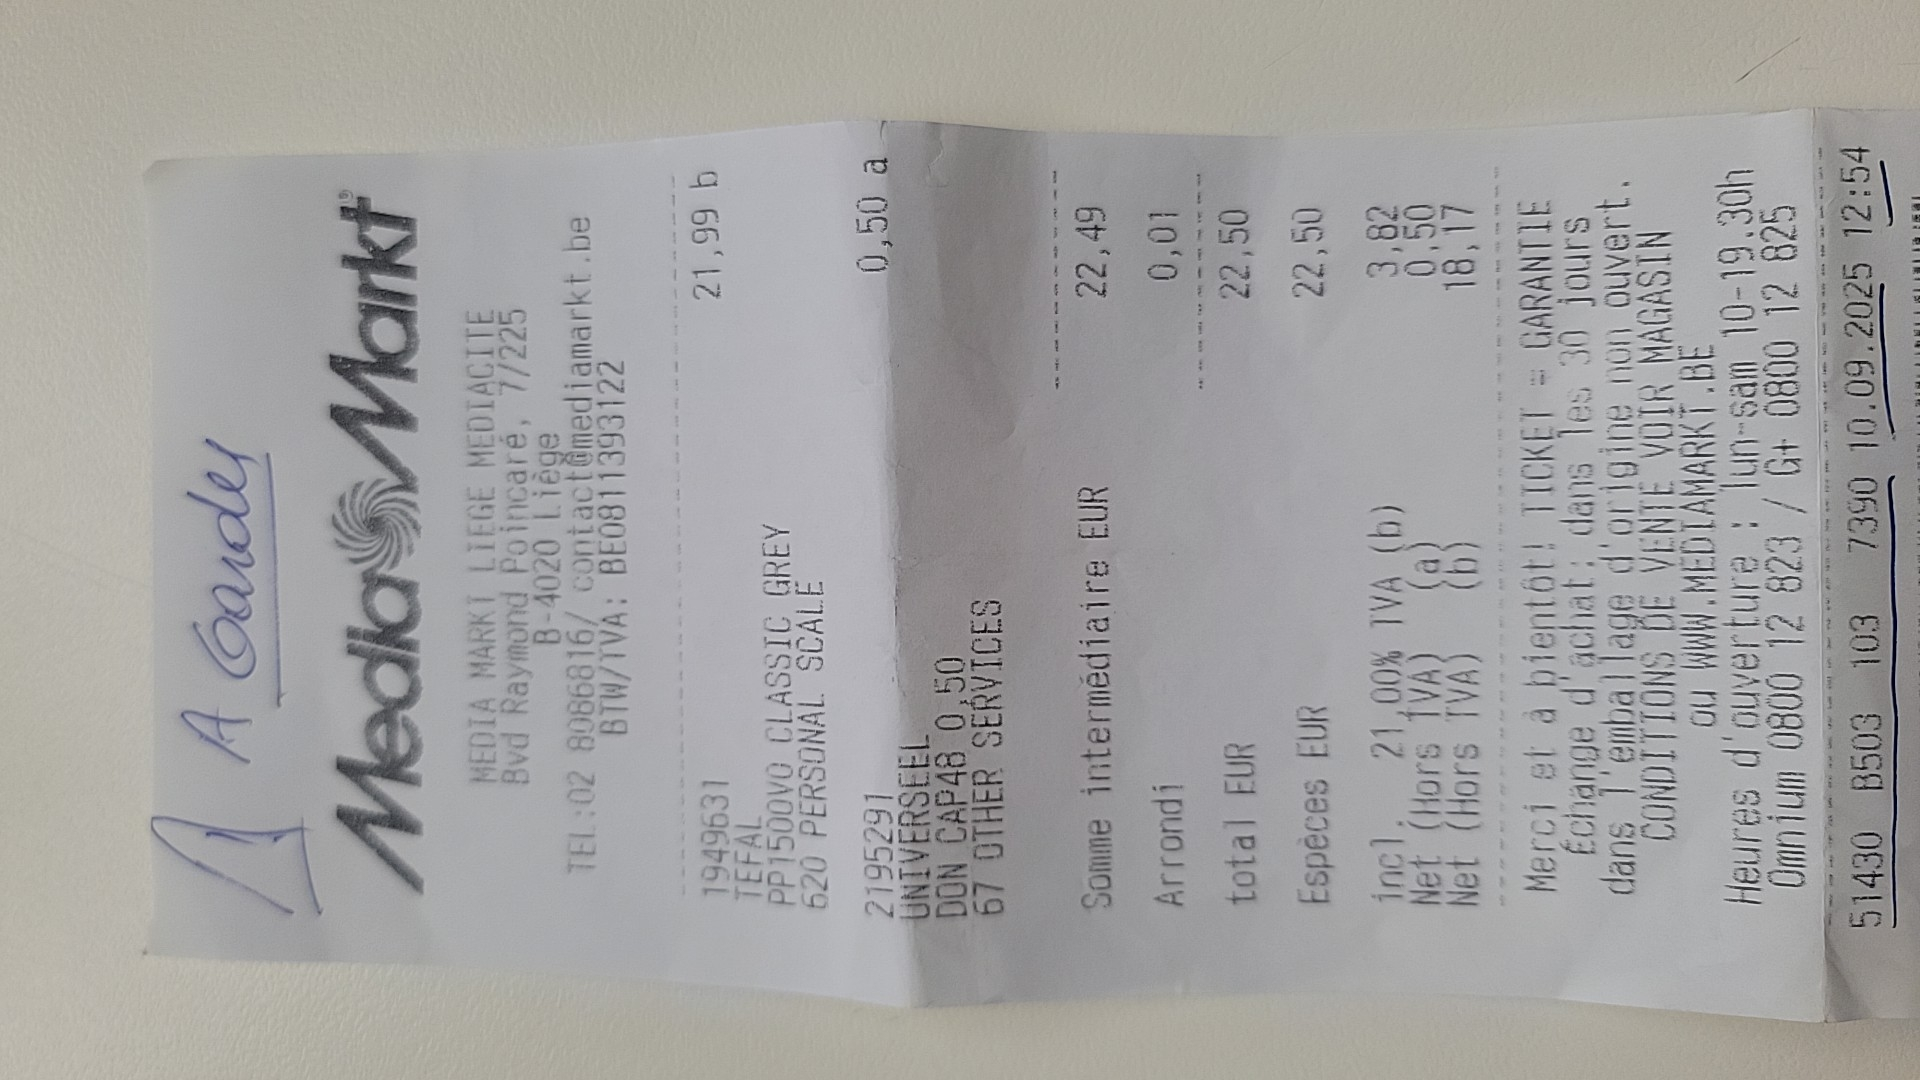 A Garder
MediaMarkt®
MEDIA MARKT LIEGE MEDIACITE
Bvd Raymond Poincaré, 7/225
B-4020 Liège
TEL:02 8086816/ contact@mediamarkt.be
BTW/TVA: BE0811393122
1949631
TEFAL
PP1500VO CLASSIC GREY 21,99 b
620 PERSONAL SCALE
2195291
UNIVERSEEL
DON CAP48 0,50 0,50 a
67 OTHER SERVICES
Somme intermédiaire EUR 22,49
Arrondi 0,01
total EUR 22,50
Espèces EUR 22,50
incl. 21,00% TVA (b) 3,82
Net (Hors TVA) (a) 0,50
Net (Hors TVA) (b) 18,17
Merci et à bientôt! TICKET = GARANTIE
Échange d'achat: dans les 30 jours
dans l'emballage d'origine non ouvert.
CONDITIONS DE VENTE VOIR MAGASIN
ou WWW.MEDIAMARKT.BE
Heures d'ouverture : lun-sam 10-19.30h
Omnium 0800 12 823 / G+ 0800 12 825
51430 B503 103 7390 10.09.2025 12:54